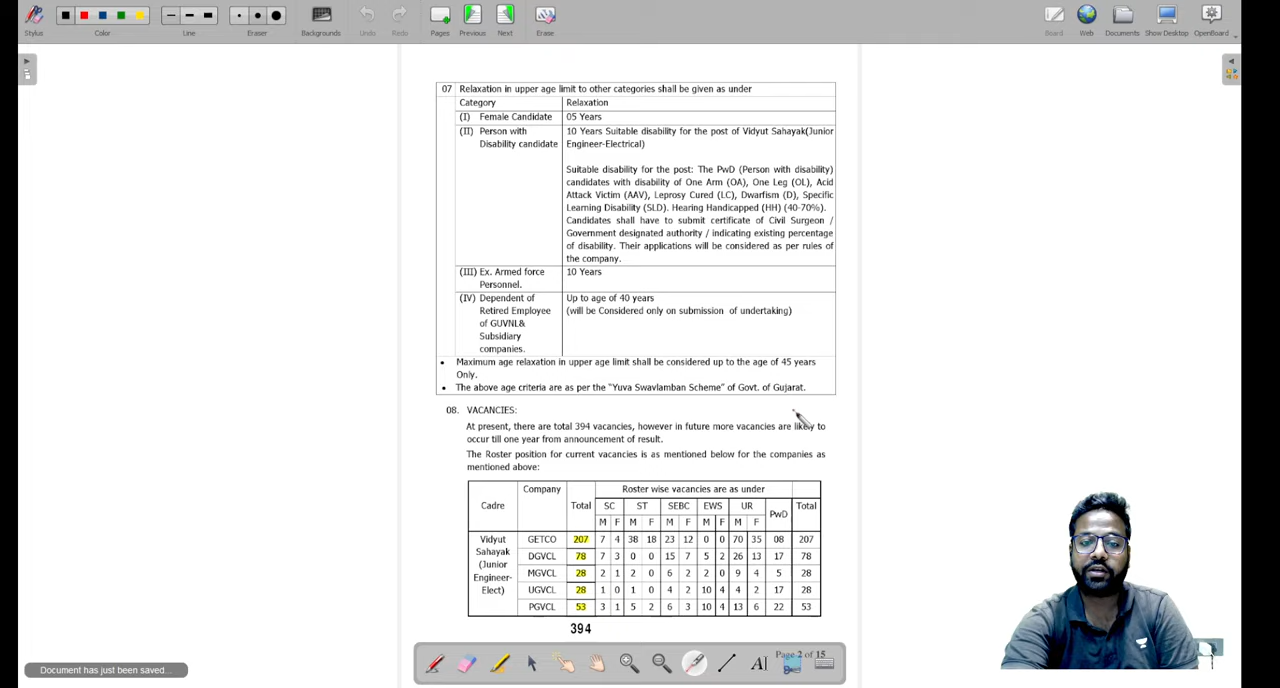 Stylus Color Line Eraser Backgrounds Undo Redo Pages Previous Next Erase Board Web Documents Show Desktop OpenBoard
07 Relaxation in upper age limit to other categories shall be given as under
Category Relaxation
(I) Female Candidate 05 Years
(II) Person with Disability candidate
10 Years Suitable disability for the post of Vidyut Sahayak(Junior
Engineer-Electrical)
Suitable disability for the post: The PwD (Person with disability)
candidates with disability of One Arm (OA), One Leg (OL), Acid
Attack Victim (AAV), Leprosy Cured (LC), Dwarfism (D), Specific
Learning Disability (SLD). Hearing Handicapped (HH) (40-70%).
Candidates shall have to submit certificate of Civil Surgeon /
Government designated authority / indicating existing percentage
of disability. Their applications will be considered as per rules of
the company.
(III) Ex. Armed force 10 Years
Personnel.
(IV) Dependent of Up to age of 40 years
Retired Employee (will be Considered only on submission of undertaking)
of GUVNL&
Subsidiary
companies.
• Maximum age relaxation in upper age limit shall be considered up to the age of 45 years
Only.
• The above age criteria are as per the "Yuva Swavlamban Scheme" of Govt. of Gujarat.
08. VACANCIES:
At present, there are total 394 vacancies, however in future more vacancies are likely to
occur till one year from announcement of result.
The Roster position for current vacancies is as mentioned below for the companies as
mentioned above:
Cadre Company Total Roster wise vacancies are as under
SC ST SEBC EWS UR PwD Total
M F M F M F M F M F
Vidyut Sahayak (Junior Engineer-Elect)
GETCO 207 7 4 38 18 23 12 0 0 70 35 08 207
DGVCL 78 7 3 0 0 15 7 5 2 26 13 17 78
MGVCL 28 2 1 2 0 6 2 2 0 9 4 5 28
UGVCL 28 1 0 1 0 4 2 10 4 4 2 17 28
PGVCL 53 3 1 5 2 6 3 10 4 13 6 22 53
394
Page 2 of 15
Document has just been saved...